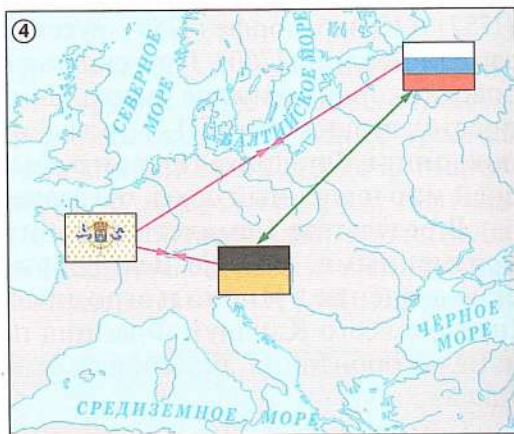 ④
СЕВЕРНОЕ
МОРЕ
БАЛТИЙСКОЕ МОРЕ
ЧЁРНОЕ
МОРЕ
СРЕДИЗЕМНОЕ МОРЕ